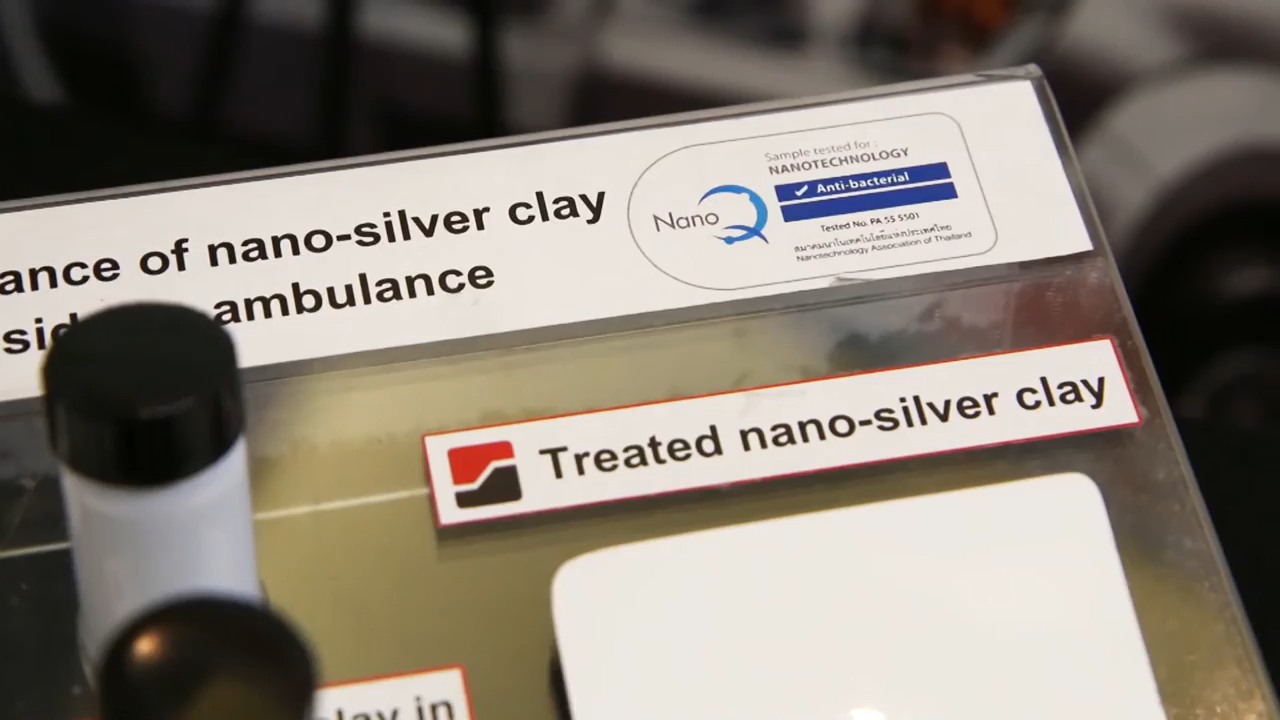 ance of nano-silver clay
ambulance
Nano
Sample tested for :
NANOTECHNOLOGY
✓ Anti-bacterial
Tested No. PA 55 5501
สมาคมนาโนเทคโนโลยีแห่งประเทศไทย
Nanotechnology Association of Thailand
Treated nano-silver clay
in